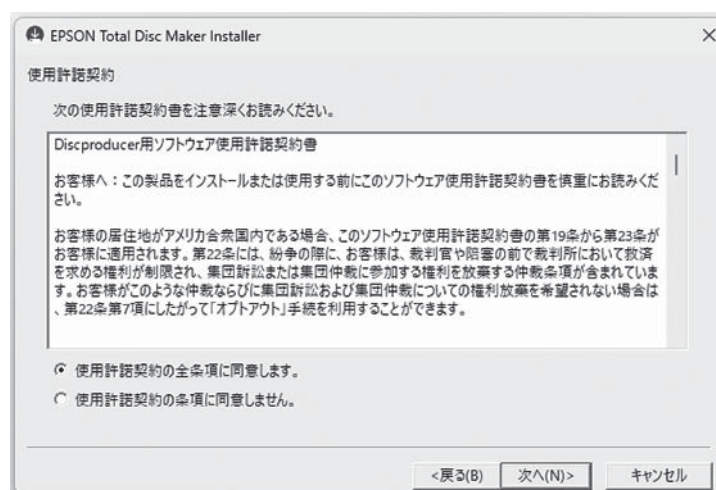 EPSON Total Disc Maker Installer
使用許諾契約
次の使用許諾契約書を注意深くお読みください。
Discproducer用ソフトウェア使用許諾契約書
お客様へ：この製品をインストールまたは使用する前にこのソフトウェア使用許諾契約書を慎重にお読みくだ
さい。
お客様の居住地がアメリカ合衆国内である場合、このソフトウェア使用許諾契約書の第19条から第23条が
お客様に適用されます。第22条には、紛争の際に、お客様は、裁判官や陪審の前で裁判所において救済
を求める権利が制限され、集団訴訟または集団仲裁に参加する権利を放棄する仲裁条項が含まれていま
す。お客様がこのような仲裁ならびに集団訴訟および集団仲裁についての権利放棄を希望されない場合は
、第22条第7項にしたがって「オプトアウト」手続を利用することができます。
使用許諾契約の全条項に同意します。
使用許諾契約の条項に同意しません。
<戻る(B)
次へ(N)>
キャンセル